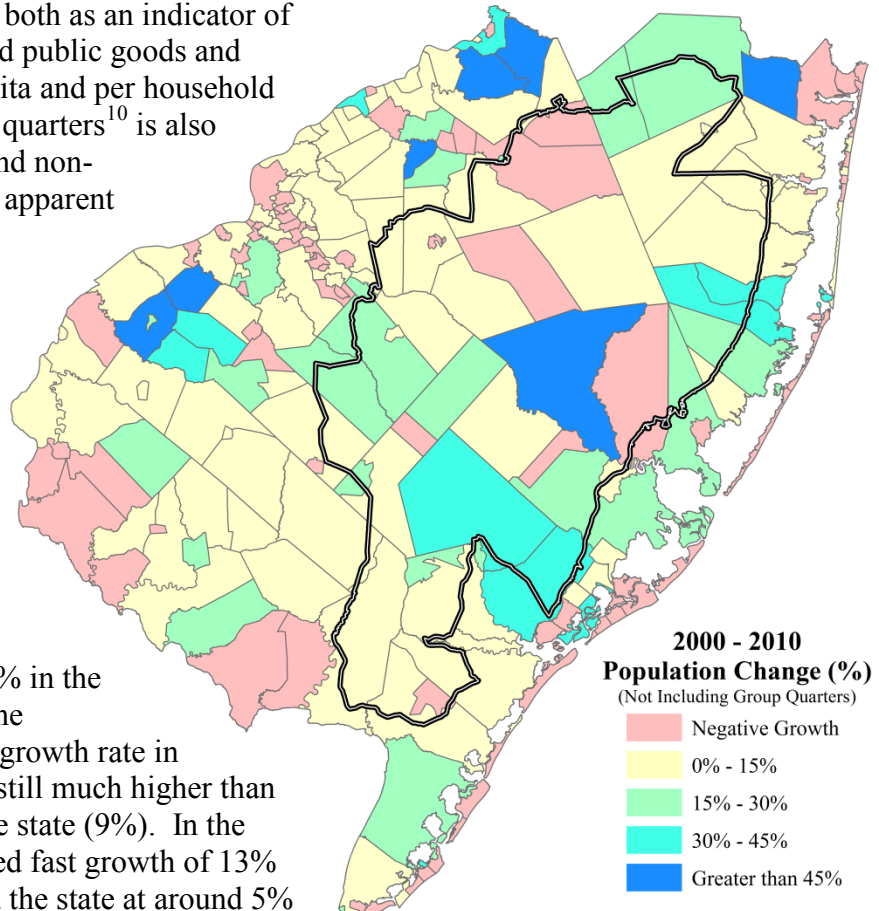 both as an indicator of
d public goods and
ita and per household
quarters10 is also
nd non-
apparent
% in the
he
growth rate in
still much higher than
e state (9%). In the
ed fast growth of 13%
d the state at around 5%
2000 - 2010
Population Change (%)
(Not Including Group Quarters)
Negative Growth
0% - 15%
15% - 30%
30% - 45%
Greater than 45%